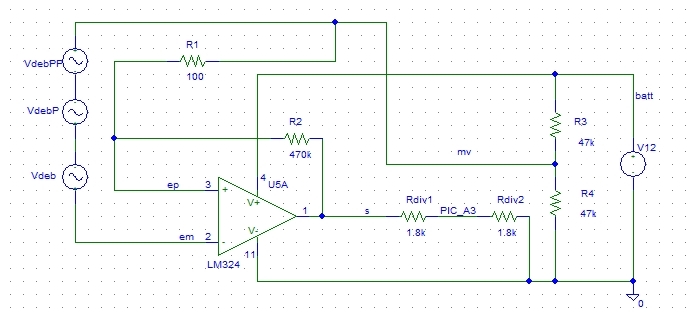 R1
VdebPP
100
batt
VdebP
R2
R3
470k
47k
mv
V12
4
Vdeb
ep
3
+
U5A
V+
Rdiv1
Rdiv2
R4
1
s
PIC_A3
47k
em
2
-
V-
1.8k
1.8k
11
LM324
0